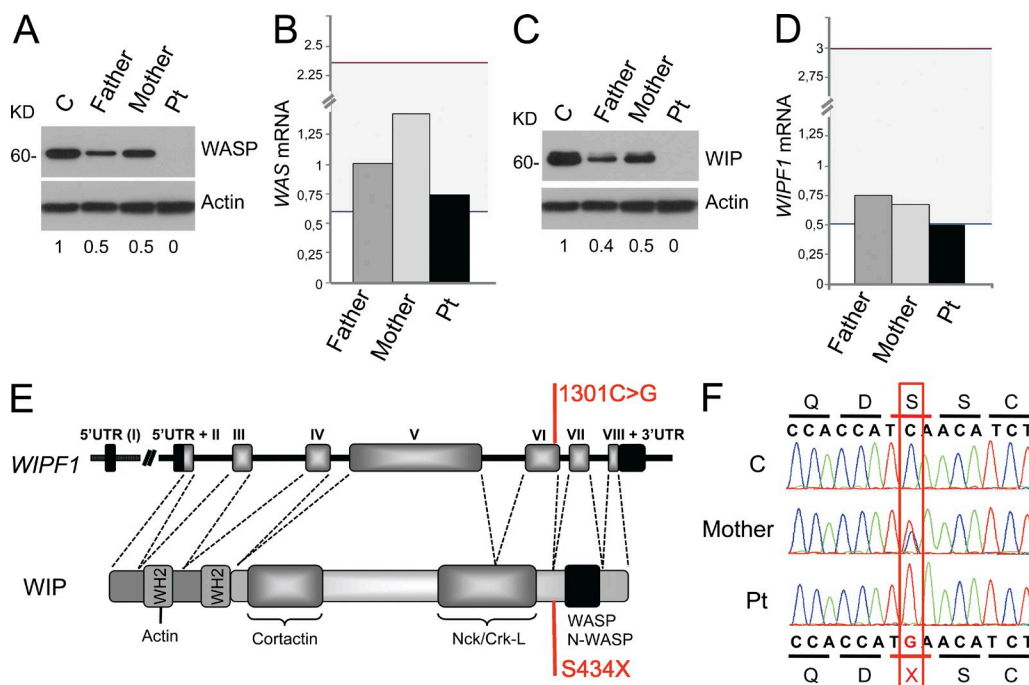 A
KD
C
Father
Mother
Pt
60-
WASP
Actin
1 0.5 0.5 0
B
WAS mRNA
2.5
2.25
1,25
1
0,75
0,5
0,25
0
Father
Mother
Pt
C
KD
C
Father
Mother
Pt
60-
WIP
Actin
1 0.4 0.5 0
D
WIPF1 mRNA
3
2,75
1,25
1
0,75
0,5
0,25
0
Father
Mother
Pt
E
1301C>G
5'UTR (I) 5'UTR + II III IV V VI VII VIII + 3'UTR
WIPF1
WIP
WH2
WH2
Actin
Cortactin
Nck/Crk-L
WASP
N-WASP
S434X
F
Q D S S C
CCACCATCAACATCT
C
Mother
Pt
CCACCATGAACATCT
Q D X S C